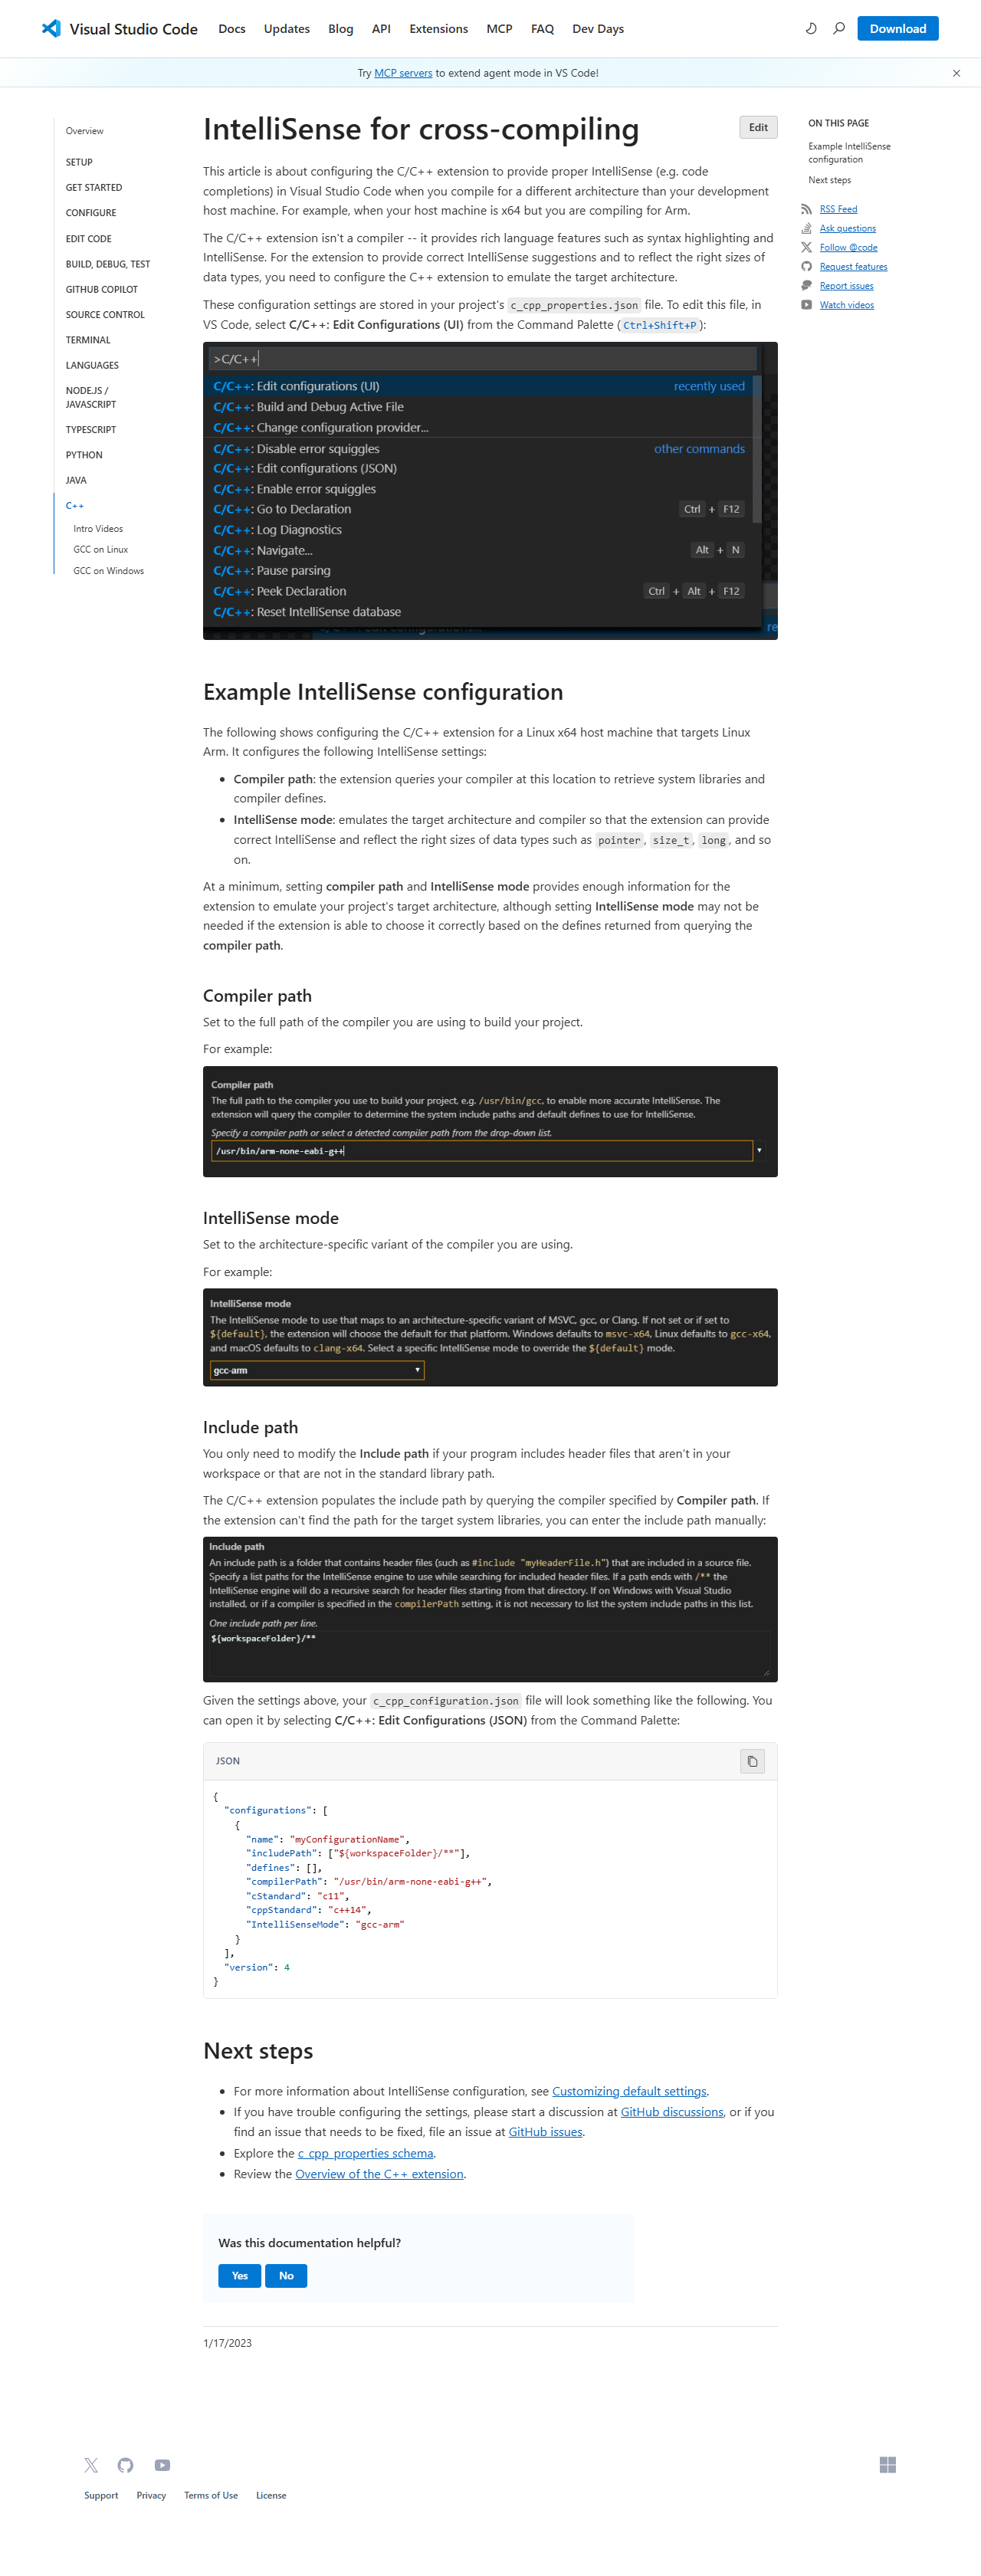 Visual Studio Code
Docs
Updates
Blog
API
Extensions
MCP
FAQ
Dev Days
Download
Try MCP servers to extend agent mode in VS Code!
Overview
SETUP
GET STARTED
CONFIGURE
EDIT CODE
BUILD, DEBUG, TEST
GITHUB COPILOT
SOURCE CONTROL
TERMINAL
LANGUAGES
NODE.JS /
JAVASCRIPT
TYPESCRIPT
PYTHON
JAVA
C++
Intro Videos
GCC on Linux
GCC on Windows
IntelliSense for cross-compiling
Edit
This article is about configuring the C/C++ extension to provide proper IntelliSense (e.g. code
completions) in Visual Studio Code when you compile for a different architecture than your development
host machine. For example, when your host machine is x64 but you are compiling for Arm.
The C/C++ extension isn't a compiler -- it provides rich language features such as syntax highlighting and
IntelliSense. For the extension to provide correct IntelliSense suggestions and to reflect the right sizes of
data types, you need to configure the C++ extension to emulate the target architecture.
These configuration settings are stored in your project's c_cpp_properties.json file. To edit this file, in
VS Code, select C/C++: Edit Configurations (UI) from the Command Palette (Ctrl+Shift+P):
>C/C++
C/C++: Edit configurations (UI) recently used
C/C++: Build and Debug Active File
C/C++: Change configuration provider...
C/C++: Disable error squiggles other commands
C/C++: Edit configurations (JSON)
C/C++: Enable error squiggles
C/C++: Go to Declaration Ctrl + F12
C/C++: Log Diagnostics
C/C++: Navigate... Alt + N
C/C++: Pause parsing
C/C++: Peek Declaration Ctrl + Alt + F12
C/C++: Reset IntelliSense database
Example IntelliSense configuration
The following shows configuring the C/C++ extension for a Linux x64 host machine that targets Linux
Arm. It configures the following IntelliSense settings:
• Compiler path: the extension queries your compiler at this location to retrieve system libraries and
compiler defines.
• IntelliSense mode: emulates the target architecture and compiler so that the extension can provide
correct IntelliSense and reflect the right sizes of data types such as pointer, size_t, long, and so
on.
At a minimum, setting compiler path and IntelliSense mode provides enough information for the
extension to emulate your project's target architecture, although setting IntelliSense mode may not be
needed if the extension is able to choose it correctly based on the defines returned from querying the
compiler path.
Compiler path
Set to the full path of the compiler you are using to build your project.
For example:
Compiler path
The full path to the compiler you use to build your project, e.g. /usr/bin/gcc, to enable more accurate IntelliSense. The
extension will query the compiler to determine the system include paths and default defines to use for IntelliSense.
Specify a compiler path or select a detected compiler path from the drop-down list.
/usr/bin/arm-none-eabi-g++
IntelliSense mode
Set to the architecture-specific variant of the compiler you are using.
For example:
IntelliSense mode
The IntelliSense mode to use that maps to an architecture-specific variant of MSVC, gcc, or Clang. If not set or if set to
${default}, the extension will choose the default for that platform. Windows defaults to msvc-x64, Linux defaults to gcc-x64,
and macOS defaults to clang-x64. Select a specific IntelliSense mode to override the ${default} mode.
gcc-arm
Include path
You only need to modify the Include path if your program includes header files that aren't in your
workspace or that are not in the standard library path.
The C/C++ extension populates the include path by querying the compiler specified by Compiler path. If
the extension can't find the path for the target system libraries, you can enter the include path manually:
Include path
An include path is a folder that contains header files (such as #include "myHeaderFile.h") that are included in a source file.
Specify a list paths for the IntelliSense engine to use while searching for included header files. If a path ends with /** the
IntelliSense engine will do a recursive search for header files starting from that directory. If on Windows with Visual Studio
installed, or if a compiler is specified in the compilerPath setting, it is not necessary to list the system include paths in this list.
One include path per line.
${workspaceFolder}/**
Given the settings above, your c_cpp_configuration.json file will look something like the following. You
can open it by selecting C/C++: Edit Configurations (JSON) from the Command Palette:
JSON
{
"configurations": [
{
"name": "myConfigurationName",
"includePath": ["${workspaceFolder}/**"],
"defines": [],
"compilerPath": "/usr/bin/arm-none-eabi-g++",
"cStandard": "c11",
"cppStandard": "c++14",
"IntelliSenseMode": "gcc-arm"
}
],
"version": 4
}
Next steps
• For more information about IntelliSense configuration, see Customizing default settings.
• If you have trouble configuring the settings, please start a discussion at GitHub discussions, or if you
find an issue that needs to be fixed, file an issue at GitHub issues.
• Explore the c_cpp_properties schema.
• Review the Overview of the C++ extension.
Was this documentation helpful?
Yes
No
1/17/2023
ON THIS PAGE
Example IntelliSense
configuration
Next steps
RSS Feed
Ask questions
Follow @code
Request features
Report issues
Watch videos
Support
Privacy
Terms of Use
License